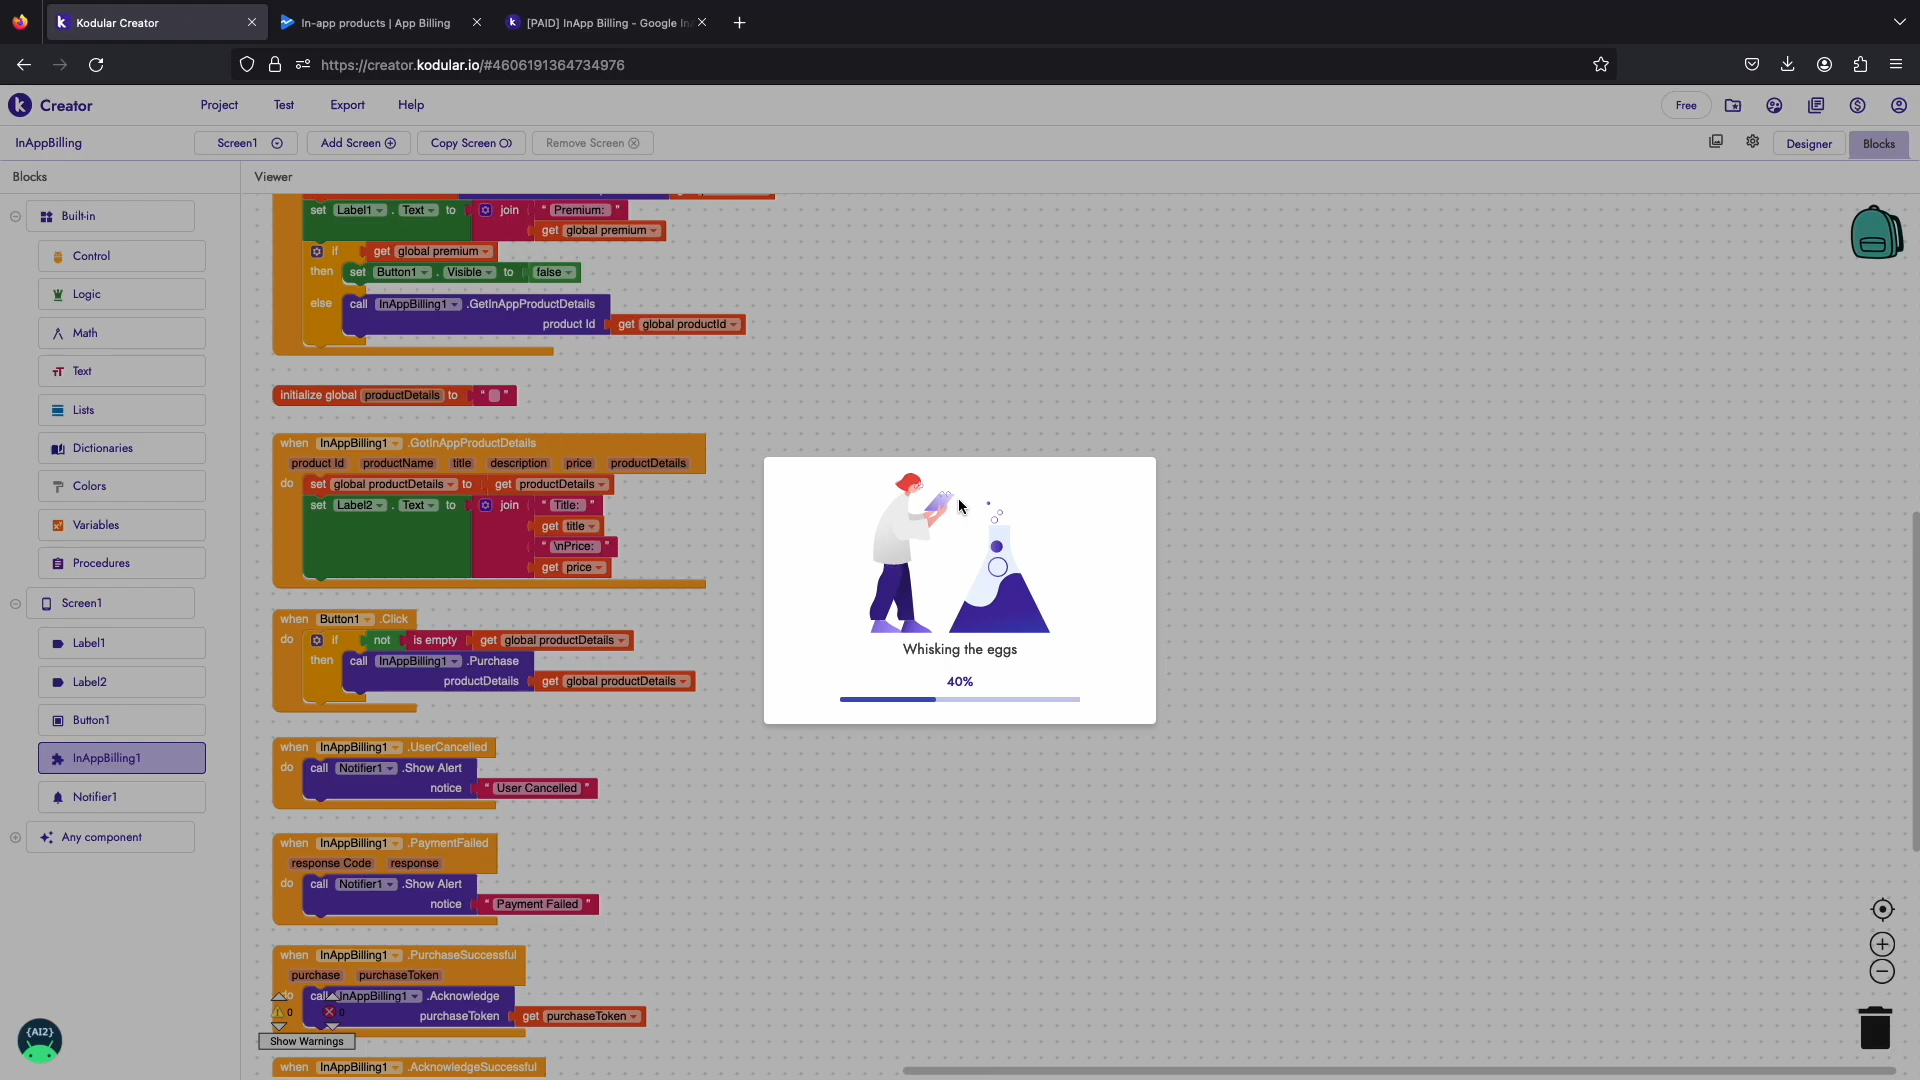 Kodular Creator
In-app products | App Billing
[PAID] InApp Billing - Google In
https://creator.kodular.io/#4606191364734976
Creator
Project
Test
Export
Help
Free
InAppBilling
Screen1
Add Screen
Copy Screen
Remove Screen
Designer
Blocks
Blocks
Viewer
Built-in
Control
Logic
Math
Text
Lists
Dictionaries
Colors
Variables
Procedures
Screen1
Label1
Label2
Button1
InAppBilling1
Notifier1
Any component
{AI2}
set Label1 . Text to join " Premium: "
get global premium
if get global premium
then set Button1 . Visible to false
else call InAppBilling1 .GetInAppProductDetails
product Id get global productId
initialize global productDetails to " "
when InAppBilling1 .GotInAppProductDetails
product Id productName title description price productDetails
do set global productDetails to get productDetails
set Label2 . Text to join " Title: "
get title
" \nPrice: "
get price
when Button1 .Click
do if not is empty get global productDetails
then call InAppBilling1 .Purchase
productDetails get global productDetails
when InAppBilling1 .UserCancelled
do call Notifier1 .Show Alert
notice " User Cancelled "
when InAppBilling1 .PaymentFailed
response Code response
do call Notifier1 .Show Alert
notice " Payment Failed "
when InAppBilling1 .PurchaseSuccessful
purchase purchaseToken
do call InAppBilling1 .Acknowledge
purchaseToken get purchaseToken
0 0
Show Warnings
when InAppBilling1 .AcknowledgeSuccessful
Whisking the eggs
40%